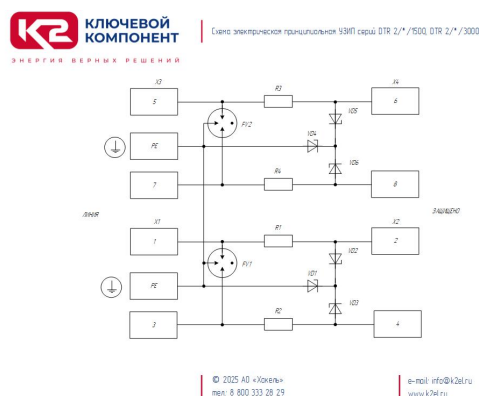 КЛЮЧЕВОЙ
КОМПОНЕНТ
ЭНЕРГИЯ ВЕРНЫХ РЕШЕНИЙ
Схема электрическая принципиальная УЗИП серий DTR 2/*/1500, DTR 2/*/3000
X3
5
R3
X4
6
FV2
VD5
VD4
PE
VD6
7
R4
8
ЛИНИЯ
ЗАЩИЩЕНО
X1
1
R1
X2
2
FV1
VD2
VD1
PE
VD3
3
R2
4
© 2025 АО «Хакель»
тел.: 8 800 333 28 29
e-mail: info@k2el.ru
www.k2el.ru